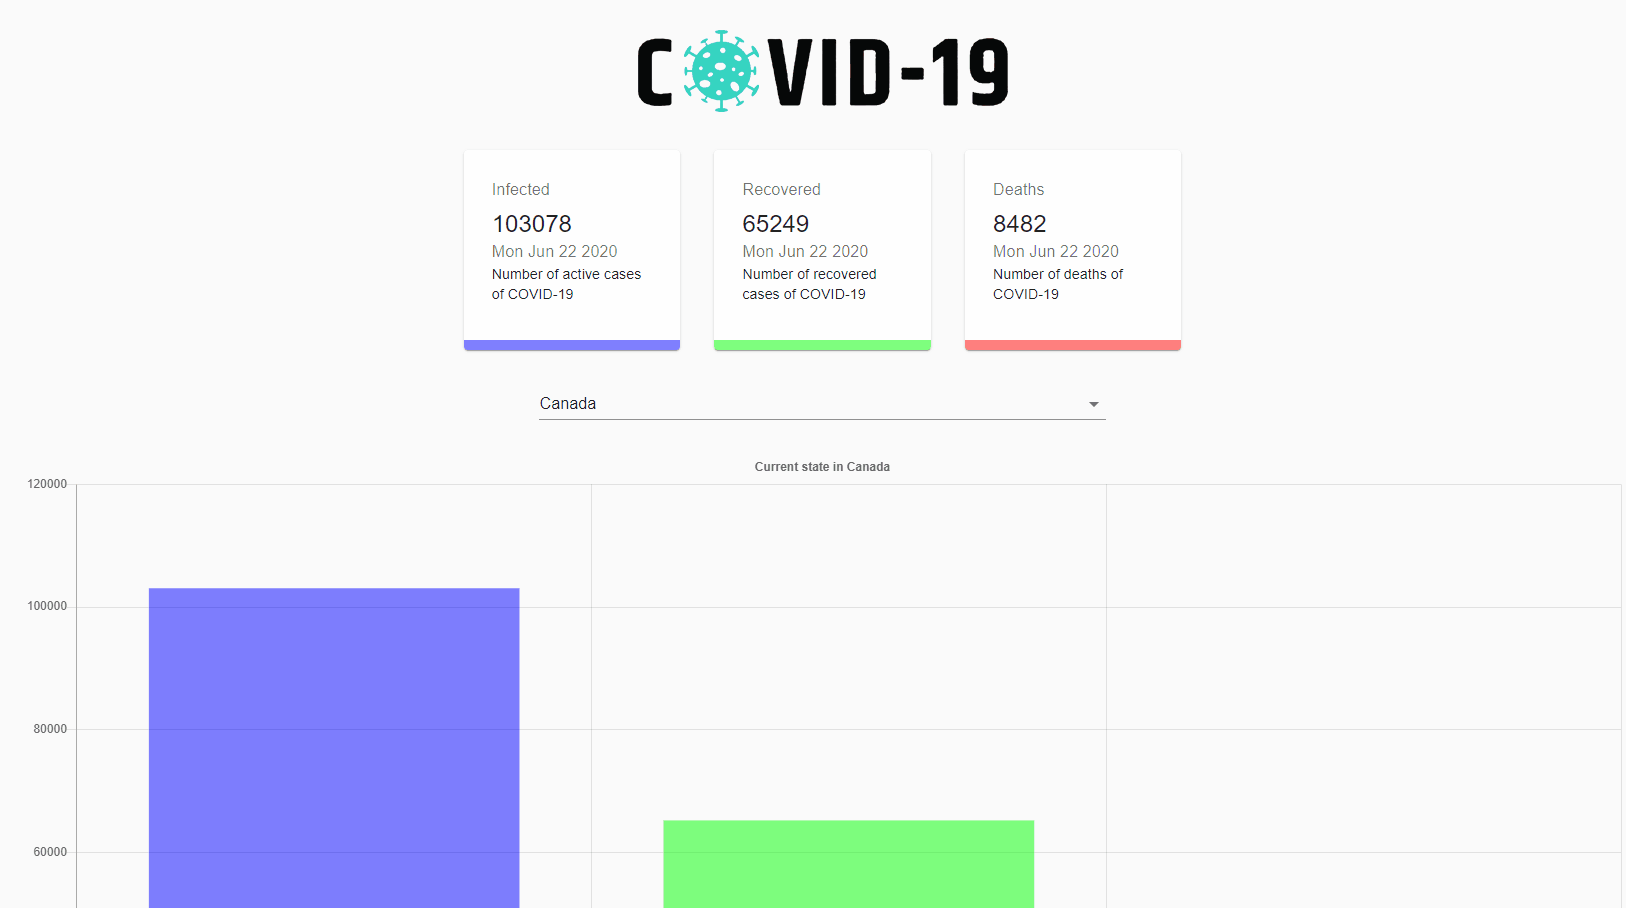 COVID-19
Infected
103078
Mon Jun 22 2020
Number of active cases
of COVID-19
Recovered
65249
Mon Jun 22 2020
Number of recovered
cases of COVID-19
Deaths
8482
Mon Jun 22 2020
Number of deaths of
COVID-19
Canada
Current state in Canada
120000
100000
80000
60000